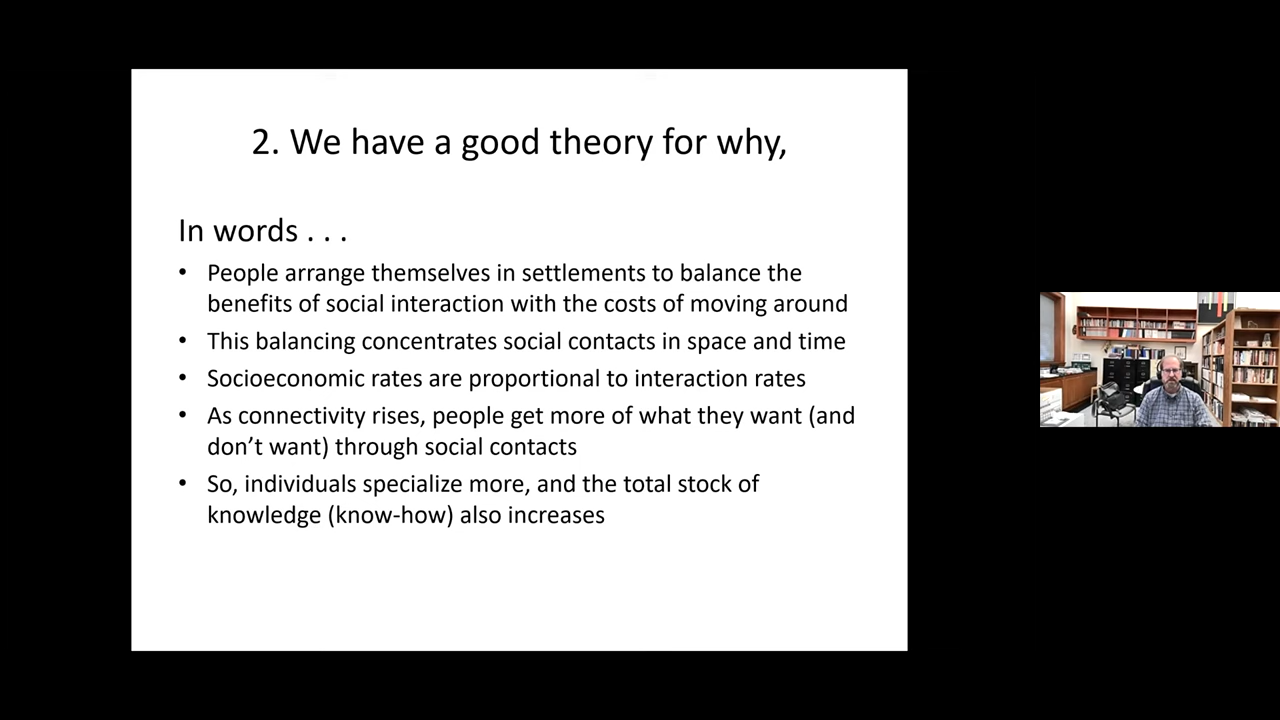 2. We have a good theory for why,
In words . . .
• People arrange themselves in settlements to balance the
benefits of social interaction with the costs of moving around
• This balancing concentrates social contacts in space and time
• Socioeconomic rates are proportional to interaction rates
• As connectivity rises, people get more of what they want (and
don’t want) through social contacts
• So, individuals specialize more, and the total stock of
knowledge (know-how) also increases